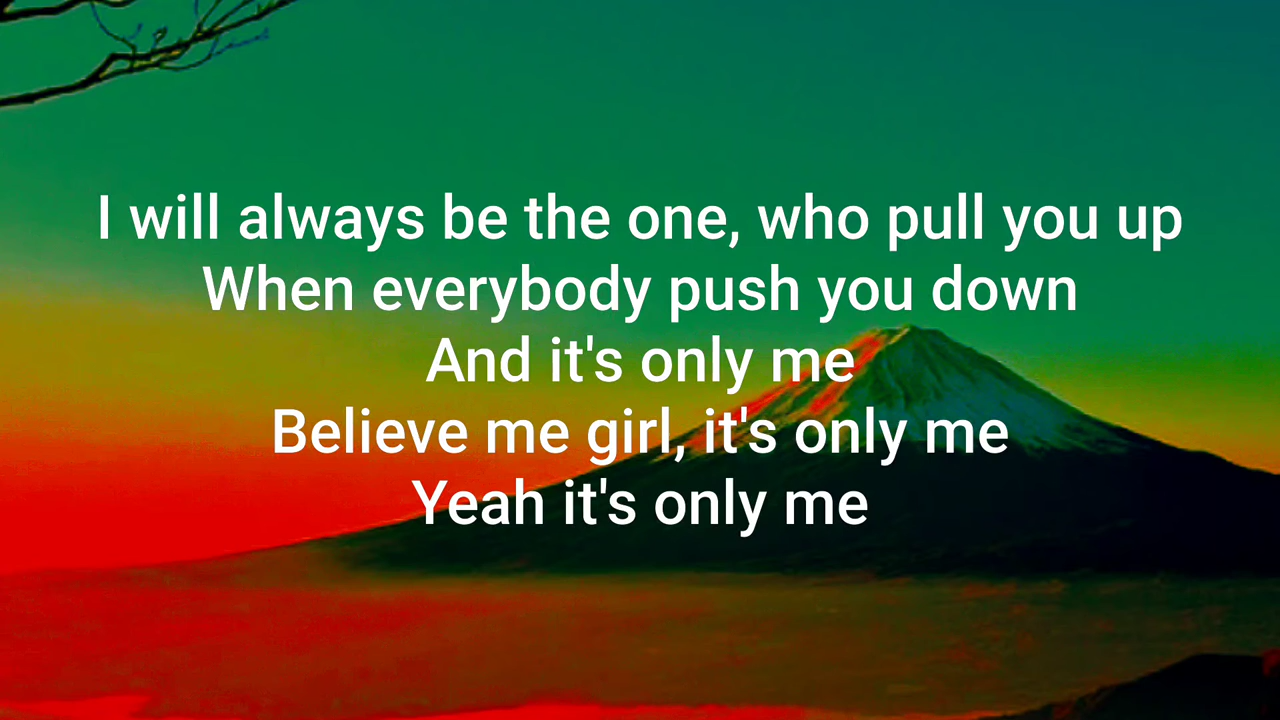 I will always be the one, who pull you up
When everybody push you down
And it's only me
Believe me girl, it's only me
Yeah it's only me